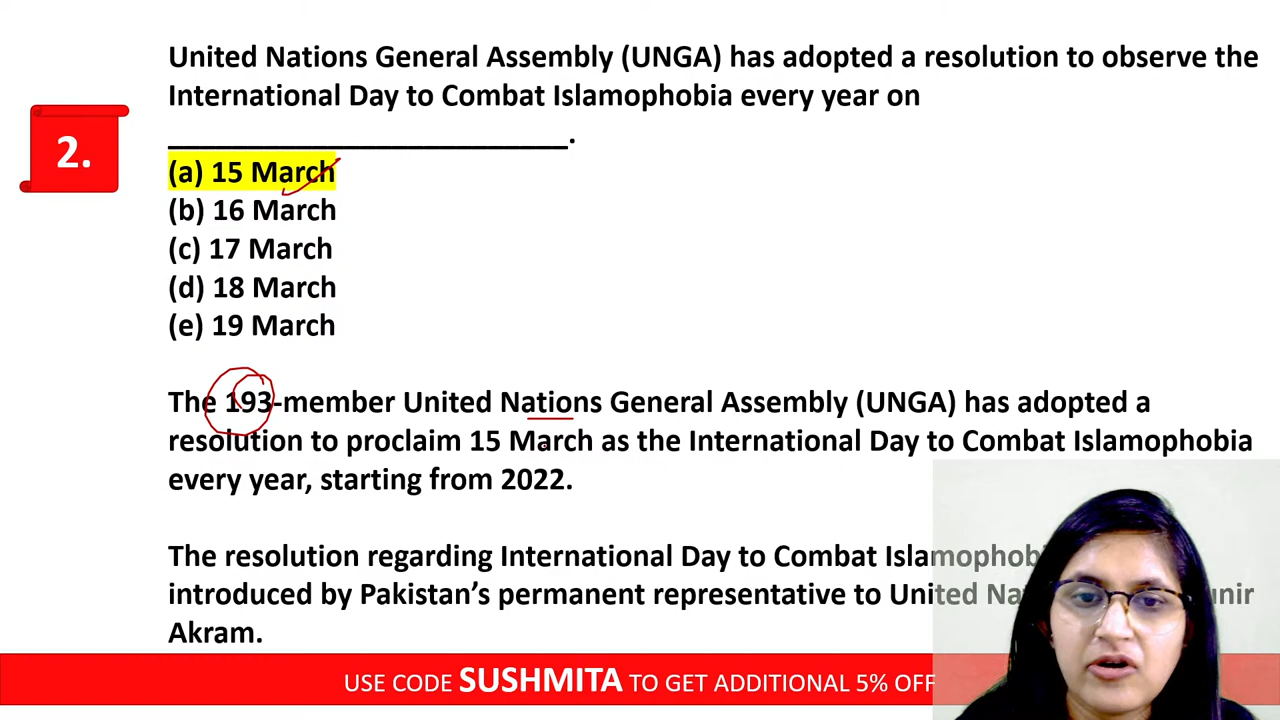 United Nations General Assembly (UNGA) has adopted a resolution to observe the
International Day to Combat Islamophobia every year on
____________________________.
2.
(a) 15 March
(b) 16 March
(c) 17 March
(d) 18 March
(e) 19 March
The 193-member United Nations General Assembly (UNGA) has adopted a
resolution to proclaim 15 March as the International Day to Combat Islamophobia
every year, starting from 2022.
The resolution regarding International Day to Combat
introduced by Pakistan’s permanent representative to United
Akram.
USE CODE SUSHMITA TO GET ADDITIONAL 5% OFF